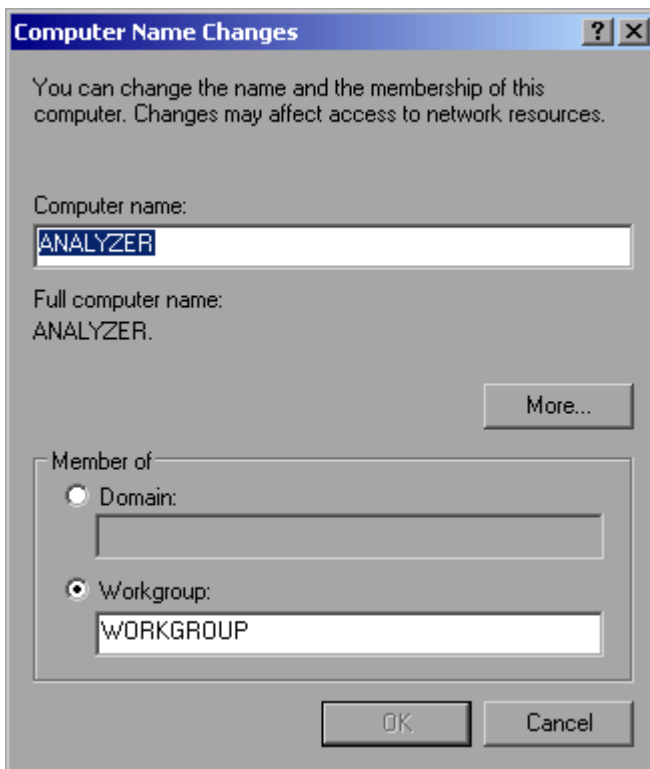 Computer Name Changes
You can change the name and the membership of this
computer. Changes may affect access to network resources.
Computer name:
ANALYZER
Full computer name:
ANALYZER.
More...
Member of
Domain:
Workgroup:
WORKGROUP
OK Cancel